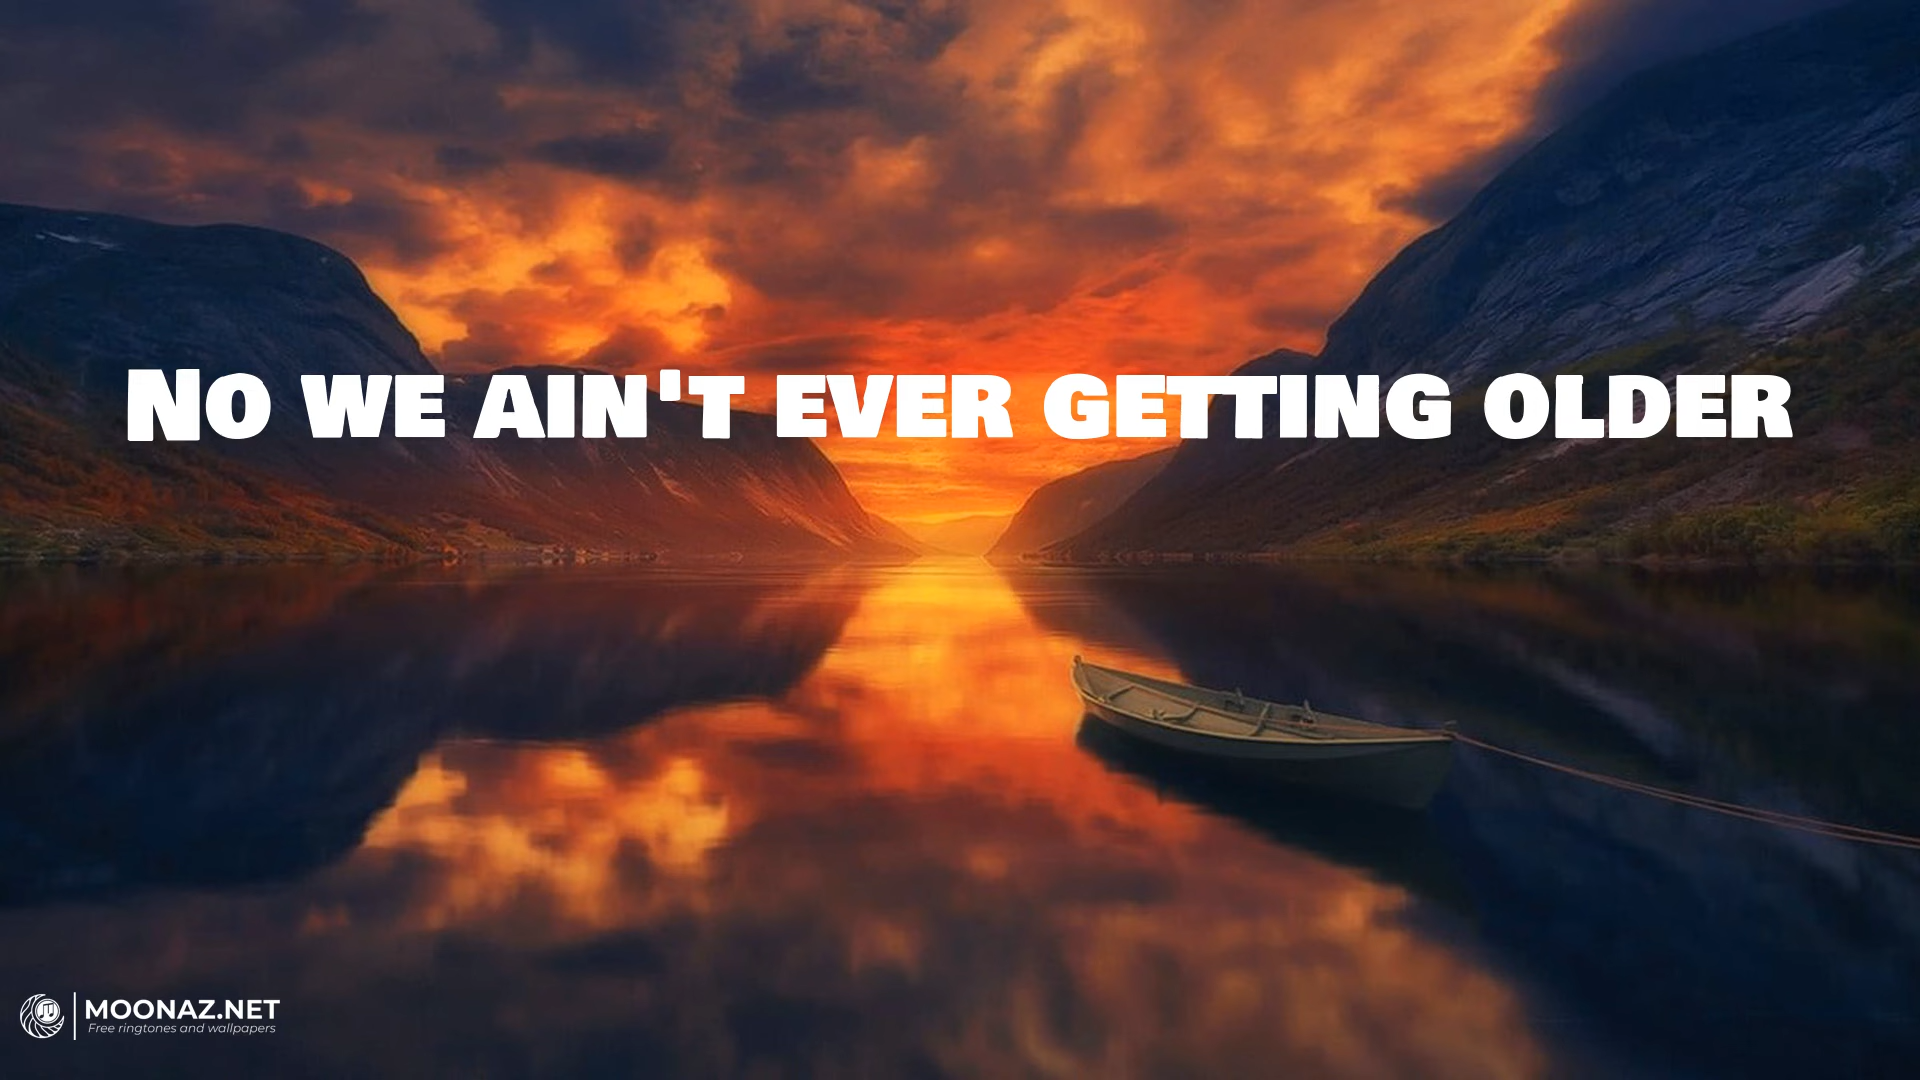 No we ain't ever getting older
MOONAZ.NET
Free ringtones and wallpapers